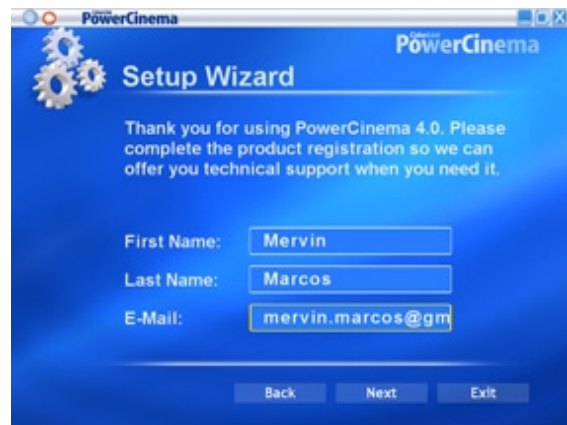 PowerCinema
CyberLink
PowerCinema
Setup Wizard
Thank you for using PowerCinema 4.0. Please
complete the product registration so we can
offer you technical support when you need it.
First Name: Mervin
Last Name: Marcos
E-Mail: mervin.marcos@gm
Back Next Exit